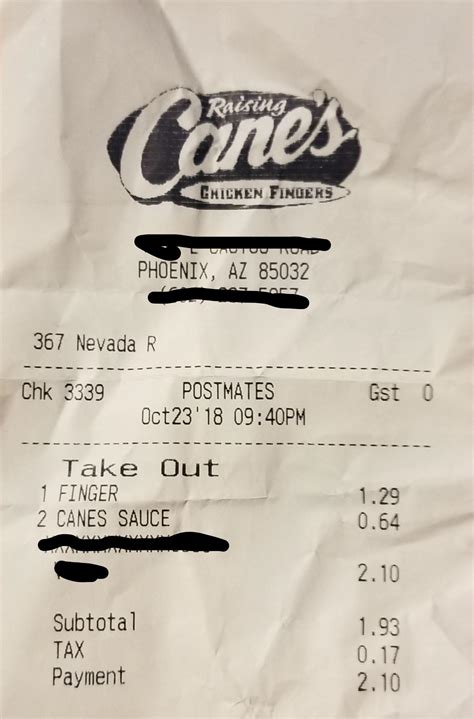 Raising
Cane's
CHICKEN FINGERS
PHOENIX, AZ 85032
367 Nevada R
Chk 3339 POSTMATES Gst 0
Oct23'18 09:40PM
Take Out
1 FINGER 1.29
2 CANES SAUCE 0.64
2.10
Subtotal 1.93
TAX 0.17
Payment 2.10